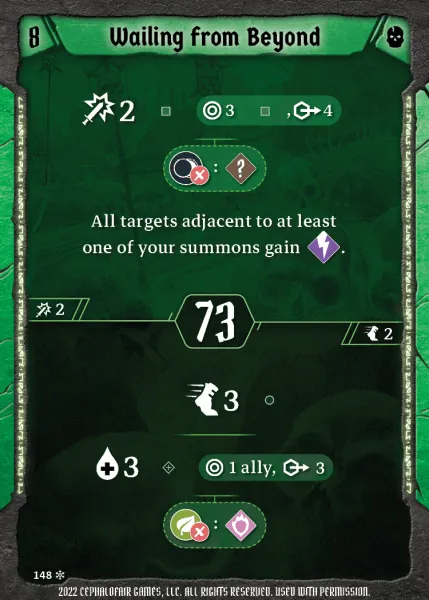 8 Wailing from Beyond
2 3 , 4
: ?
All targets adjacent to at least
one of your summons gain .
2
73
2
3
3 1 ally, 3
:
148
2022 CEPHALOFAIR GAMES, LLC. ALL RIGHTS RESERVED. USED WITH PERMISSION.